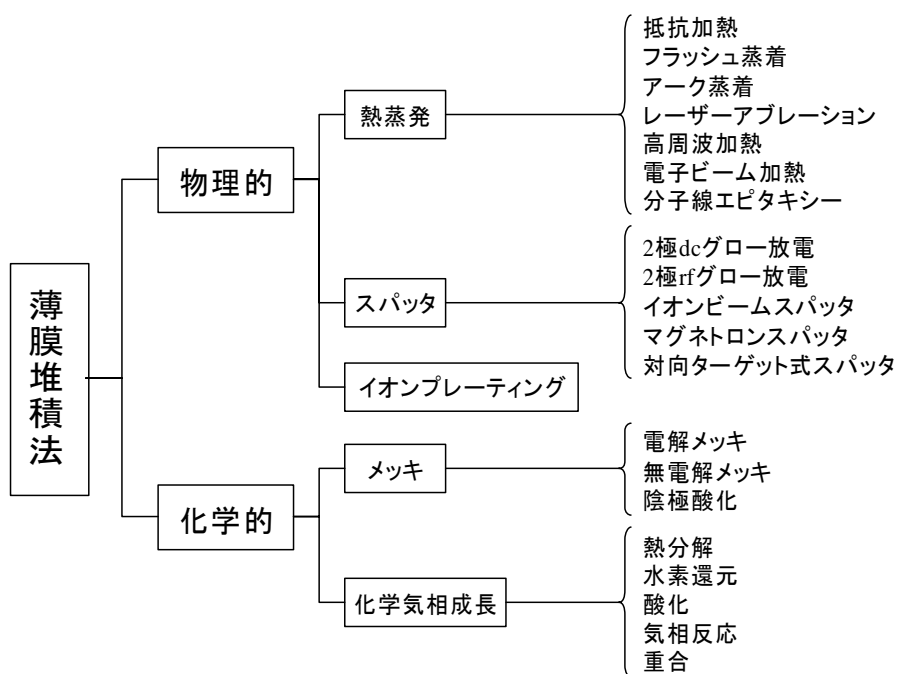 薄膜堆積法
物理的
熱蒸発
抵抗加熱
フラッシュ蒸着
アーク蒸着
レーザーアブレーション
高周波加熱
電子ビーム加熱
分子線エピタキシー
スパッタ
2極dcグロー放電
2極rfグロー放電
イオンビームスパッタ
マグネトロンスパッタ
対向ターゲット式スパッタ
イオンプレーティング
化学的
メッキ
電解メッキ
無電解メッキ
陰極酸化
化学気相成長
熱分解
水素還元
酸化
気相反応
重合